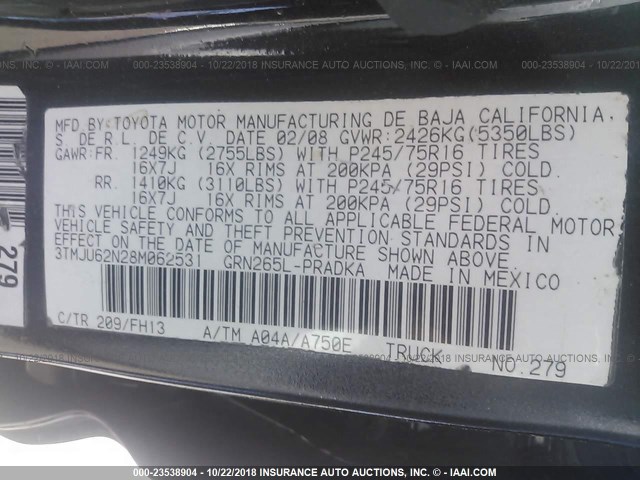 000-23538904 - 10/22/2018 INSURANCE AUTO AUCTIONS, INC. - © IAAI.COM
MFD BY:TOYOTA MOTOR MANUFACTURING DE BAJA CALIFORNIA,
S DE R.L. DE C.V. DATE 02/08 GVWR:2426KG(5350LBS)
GAWR:FR. 1249KG (2755LBS) WITH P245/75R16 TIRES
16X7J 16X RIMS AT 200KPA (29PSI) COLD.
RR. 1410KG (3110LBS) WITH P245/75R16 TIRES
16X7J 16X RIMS AT 200KPA (29PSI) COLD.
THIS VEHICLE CONFORMS TO ALL APPLICABLE FEDERAL MOTOR
VEHICLE SAFETY AND THEFT PREVENTION STANDARDS IN
EFFECT ON THE DATE OF MANUFACTURE SHOWN ABOVE.
3TMJU62N28M062531 GRN265L-PRADKA MADE IN MEXICO
C/TR 209/FH13 A/TM A04A/A750E TRUCK NO.279
279
000-23538904 - 10/22/2018 INSURANCE AUTO AUCTIONS, INC. - © IAAI.COM